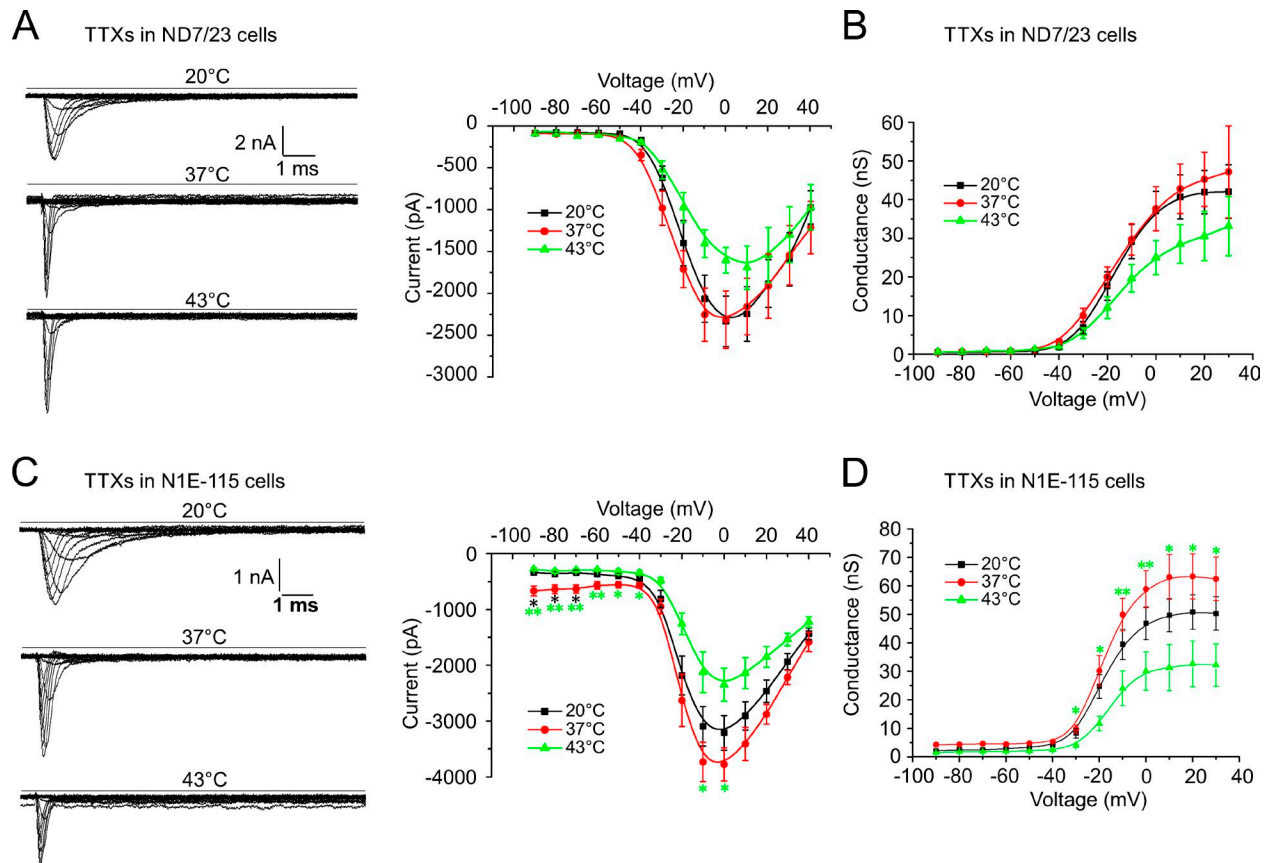 A
TTXs in ND7/23 cells
20°C
2 nA
1 ms
37°C
43°C
Voltage (mV)
-100 -80 -60 -40 -20 0 20 40
0
-500
-1000
-1500
-2000
-2500
-3000
Current (pA)
20°C
37°C
43°C
B
TTXs in ND7/23 cells
60
50
40
30
20
10
0
Conductance (nS)
20°C
37°C
43°C
-100 -80 -60 -40 -20 0 20 40
Voltage (mV)
C
TTXs in N1E-115 cells
20°C
1 nA
1 ms
37°C
43°C
Voltage (mV)
-100 -80 -60 -40 -20 0 20 40
0
-1000
-2000
-3000
-4000
Current (pA)
* * *
** ** ** ** * *
20°C
37°C
43°C
* *
D
TTXs in N1E-115 cells
80
70
60
50
40
30
20
10
0
Conductance (nS)
20°C
37°C
43°C
* * ** ** * * *
-100 -80 -60 -40 -20 0 20 40
Voltage (mV)